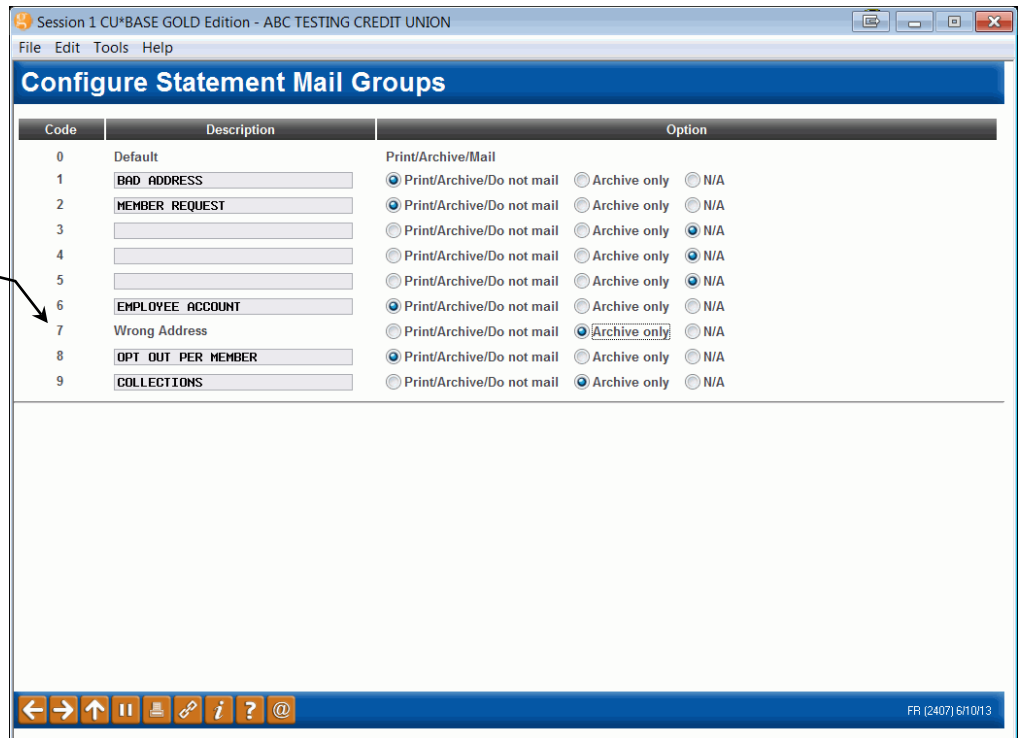 Session 1 CU*BASE GOLD Edition - ABC TESTING CREDIT UNION
File Edit Tools Help
Configure Statement Mail Groups
Code Description Option
0 Default Print/Archive/Mail
1 BAD ADDRESS Print/Archive/Do not mail Archive only N/A
2 MEMBER REQUEST Print/Archive/Do not mail Archive only N/A
3 Print/Archive/Do not mail Archive only N/A
4 Print/Archive/Do not mail Archive only N/A
5 Print/Archive/Do not mail Archive only N/A
6 EMPLOYEE ACCOUNT Print/Archive/Do not mail Archive only N/A
7 Wrong Address Print/Archive/Do not mail Archive only N/A
8 OPT OUT PER MEMBER Print/Archive/Do not mail Archive only N/A
9 COLLECTIONS Print/Archive/Do not mail Archive only N/A
i ? @ FR (2407) 6/10/13